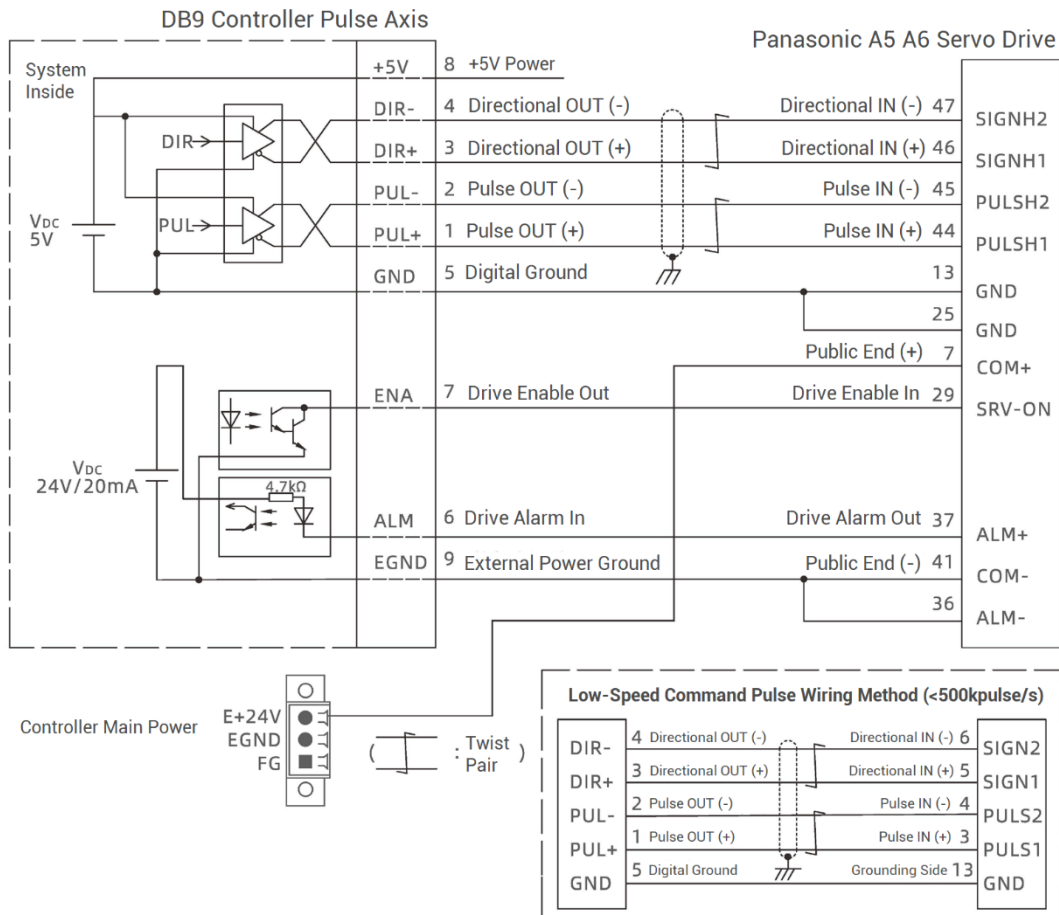 DB9 Controller Pulse Axis
Panasonic A5 A6 Servo Drive
System
Inside
+5V 8 +5V Power
DIR- 4 Directional OUT (-) Directional IN (-) 47 SIGNH2
DIR
DIR+ 3 Directional OUT (+) Directional IN (+) 46 SIGNH1
PUL- 2 Pulse OUT (-) Pulse IN (-) 45 PULSH2
VDC
5V
PUL
PUL+ 1 Pulse OUT (+) Pulse IN (+) 44 PULSH1
GND 5 Digital Ground 13 GND
25 GND
Public End (+) 7 COM+
ENA 7 Drive Enable Out Drive Enable In 29 SRV-ON
VDC
24V/20mA
4.7kΩ
ALM 6 Drive Alarm In Drive Alarm Out 37 ALM+
EGND 9 External Power Ground Public End (-) 41 COM-
36 ALM-
Controller Main Power
E+24V
EGND
FG
( : Twist
Pair )
Low-Speed Command Pulse Wiring Method (<500kpulse/s)
DIR- 4 Directional OUT (-) Directional IN (-) 6 SIGN2
DIR+ 3 Directional OUT (+) Directional IN (+) 5 SIGN1
PUL- 2 Pulse OUT (-) Pulse IN (-) 4 PULS2
PUL+ 1 Pulse OUT (+) Pulse IN (+) 3 PULS1
GND 5 Digital Ground Grounding Side 13 GND